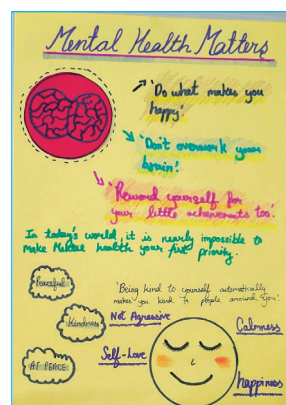 Mental Health Matters
'Do what makes you
happy'.
'Don't overwork your
brain'.
'Reward yourself for
your little achievements too'.
In today's world, it is nearly impossible to
make Mental health your first priority.
Peaceful
'Being kind to yourself automatically
makes you kind to people around you'.
Kindness
Not Agressive
Calmness
Self-Love
AT PEACE
happiness